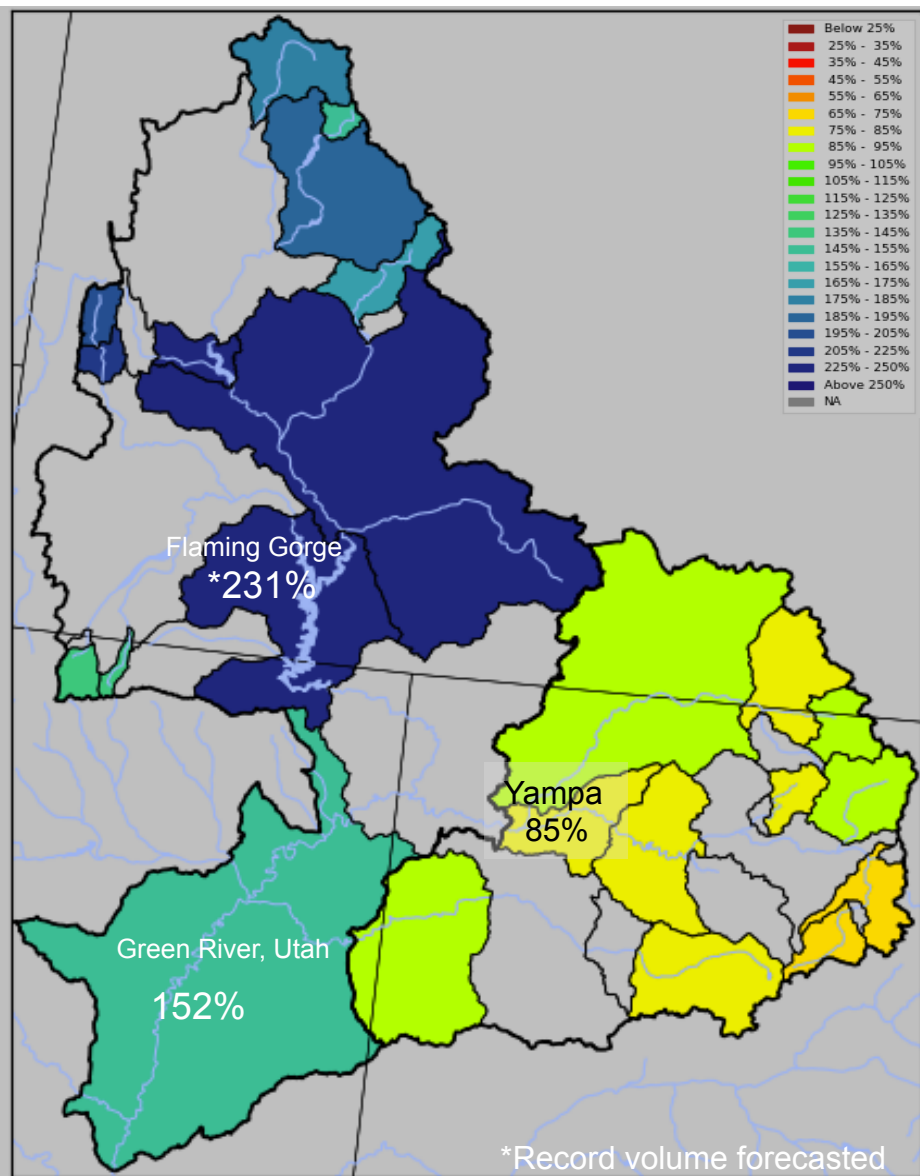 Below 25%
25% - 35%
35% - 45%
45% - 55%
55% - 65%
65% - 75%
75% - 85%
85% - 95%
95% - 105%
105% - 115%
115% - 125%
125% - 135%
135% - 145%
145% - 155%
155% - 165%
165% - 175%
175% - 185%
185% - 195%
195% - 205%
205% - 225%
225% - 250%
Above 250%
NA
Flaming Gorge
*231%
Yampa
85%
Green River, Utah
152%
*Record volume forecasted